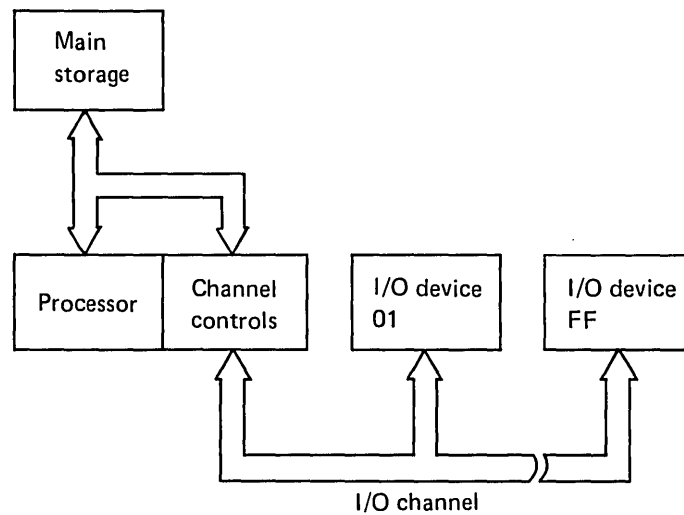 Main
storage
Processor
Channel
controls
I/O device
01
I/O device
FF
I/O channel